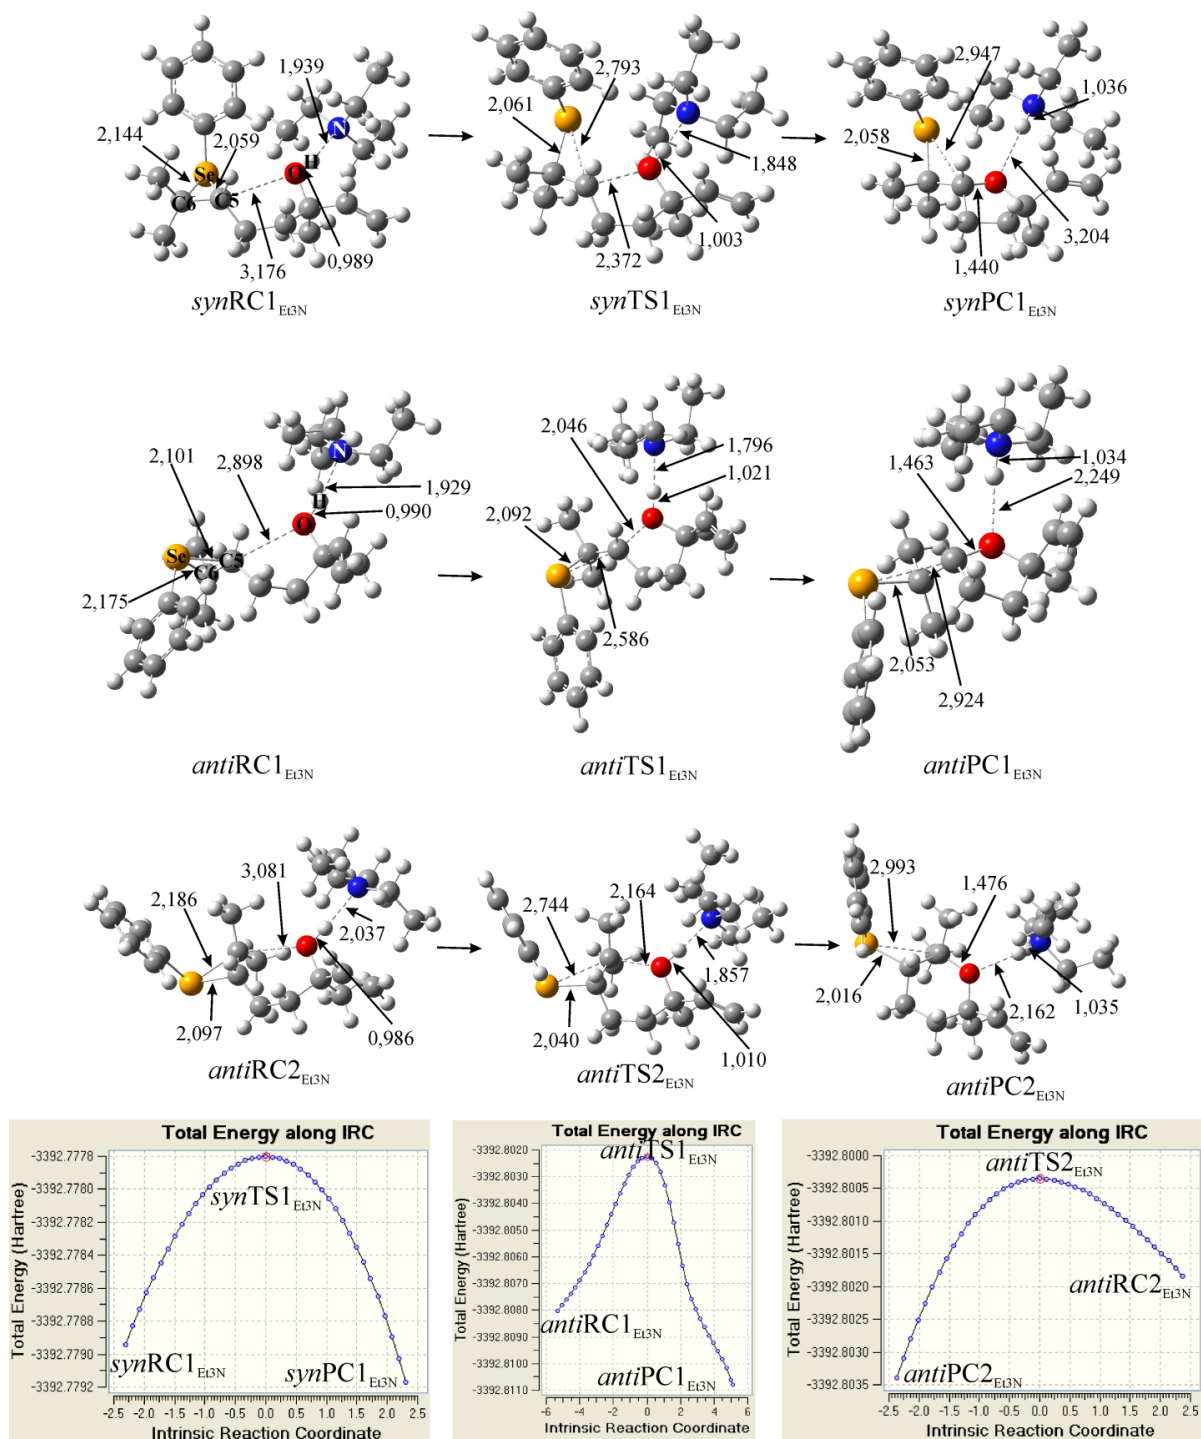 1,939
2,144
2,059
N
H
Se
O
C6
C5
3,176
0,989
synRC1Et3N
2,793
2,061
1,848
1,003
2,372
synTS1Et3N
2,947
1,036
2,058
3,204
1,440
synPC1Et3N
2,101
2,898
N
1,929
H
0,990
O
Se
C5
C6
2,175
antiRC1Et3N
2,046
1,796
1,021
2,092
2,586
antiTS1Et3N
1,463
1,034
2,249
2,053
2,924
antiPC1Et3N
3,081
2,186
2,037
2,097
0,986
antiRC2Et3N
2,164
2,744
1,857
2,040
1,010
antiTS2Et3N
2,993
1,476
2,016
2,162
1,035
antiPC2Et3N
Total Energy along IRC
Total Energy (Hartree)
-3392.7778
-3392.7780
-3392.7782
-3392.7784
-3392.7786
-3392.7788
-3392.7790
-3392.7792
synTS1Et3N
synRC1Et3N
synPC1Et3N
-2.5 -2.0 -1.5 -1.0 -0.5 0.0 0.5 1.0 1.5 2.0 2.5
Intrinsic Reaction Coordinate
Total Energy along IRC
Total Energy (Hartree)
-3392.8020
-3392.8030
-3392.8040
-3392.8050
-3392.8060
-3392.8070
-3392.8080
-3392.8090
-3392.8100
-3392.8110
antiTS1Et3N
antiRC1Et3N
antiPC1Et3N
-6 -4 -2 0 2 4 6
Intrinsic Reaction Coordinate
Total Energy along IRC
Total Energy (Hartree)
-3392.8000
-3392.8005
-3392.8010
-3392.8015
-3392.8020
-3392.8025
-3392.8030
-3392.8035
antiTS2Et3N
antiRC2Et3N
antiPC2Et3N
-2.5 -2.0 -1.5 -1.0 -0.5 0.0 0.5 1.0 1.5 2.0 2.5
Intrinsic Reaction Coordinate